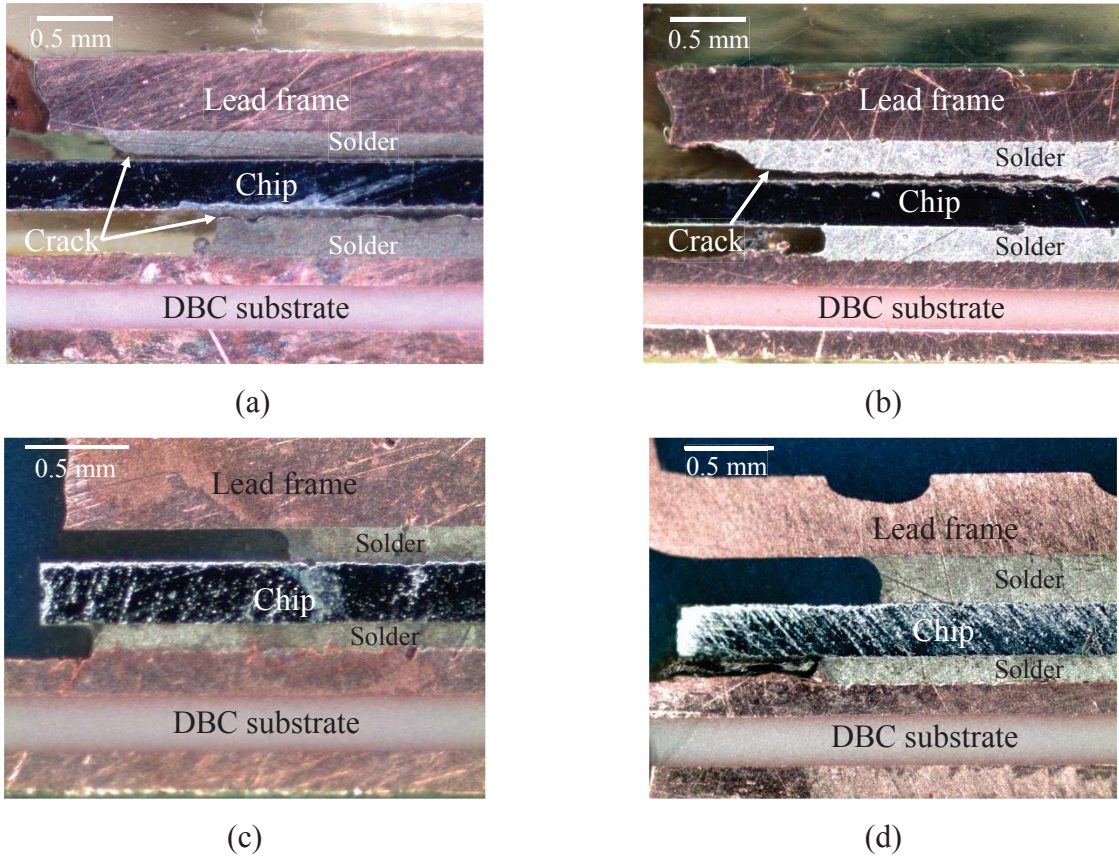 0.5 mm
Lead frame
Solder
Chip
Crack
Solder
DBC substrate
(a)
0.5 mm
Lead frame
Solder
Chip
Crack
Solder
DBC substrate
(b)
0.5 mm
Lead frame
Solder
Chip
Solder
DBC substrate
(c)
0.5 mm
Lead frame
Solder
Chip
Solder
DBC substrate
(d)